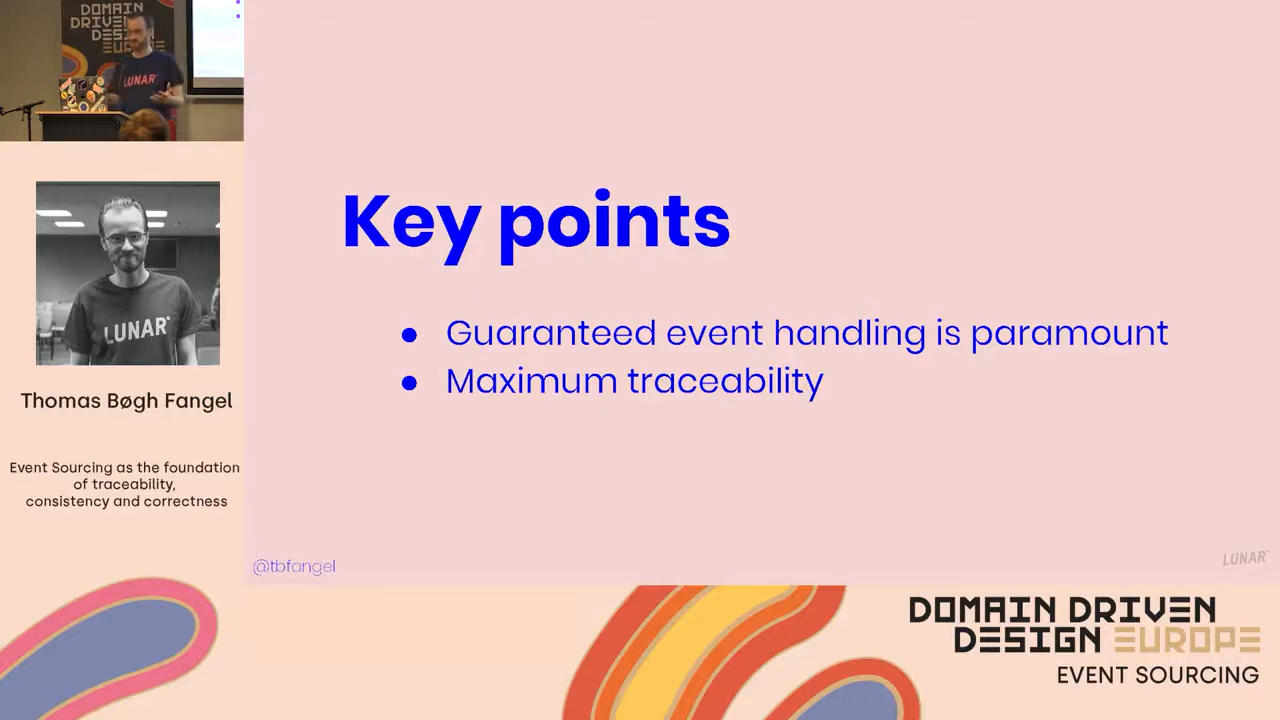 DOMAIN
DRIVEN
DESIGN
EUROPE
LUNAR
LUNAR
Thomas Bøgh Fangel
Event Sourcing as the foundation
of traceability,
consistency and correctness
Key points
● Guaranteed event handling is paramount
● Maximum traceability
@tbfangel
LUNAR
DOMAIN DRIVEN
DESIGN EUROPE
EVENT SOURCING